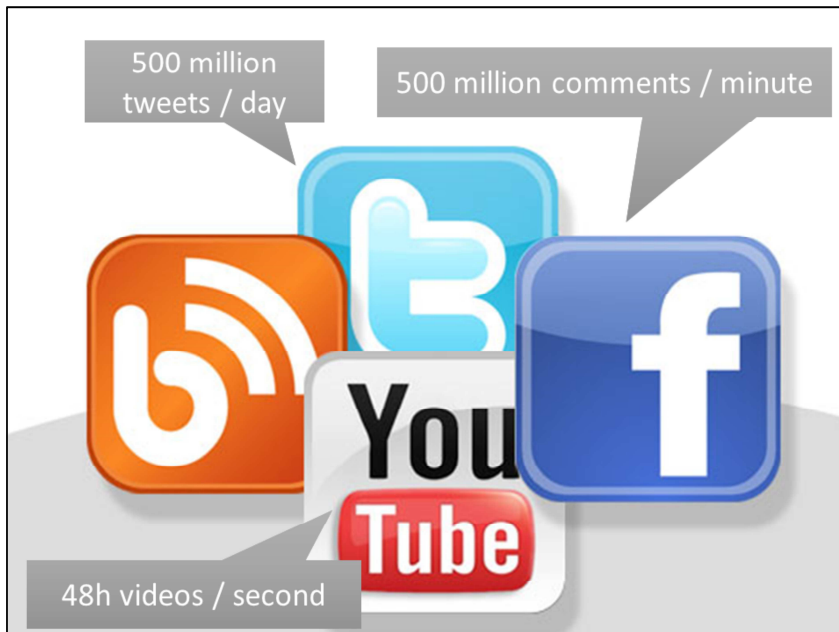 500 million
tweets / day
500 million comments / minute
t
b
f
You
Tube
48h videos / second